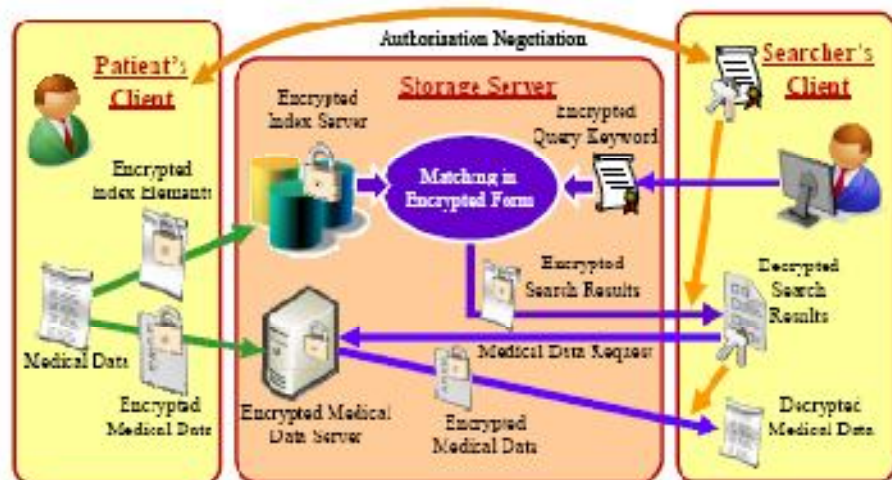 Authorisation Negotiation
Patient's
Client
Encrypted
Index Elements
Medical Data
Encrypted
Medical Data
Storage Server
Encrypted
Index Server
Encrypted
Query Keyword
Matching in
Encrypted Form
Encrypted
Search Results
Medical Data Request
Encrypted Medical
Data Server
Encrypted
Medical Data
Searcher's
Client
Decrypted
Search
Results
Decrypted
Medical Data